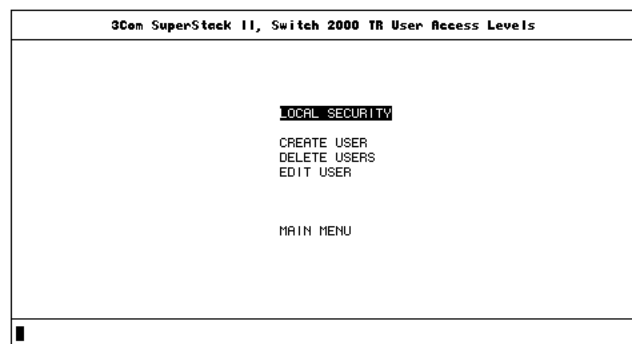 3Com SuperStack II, Switch 2000 TR User Access Levels
LOCAL SECURITY
CREATE USER
DELETE USERS
EDIT USER
MAIN MENU